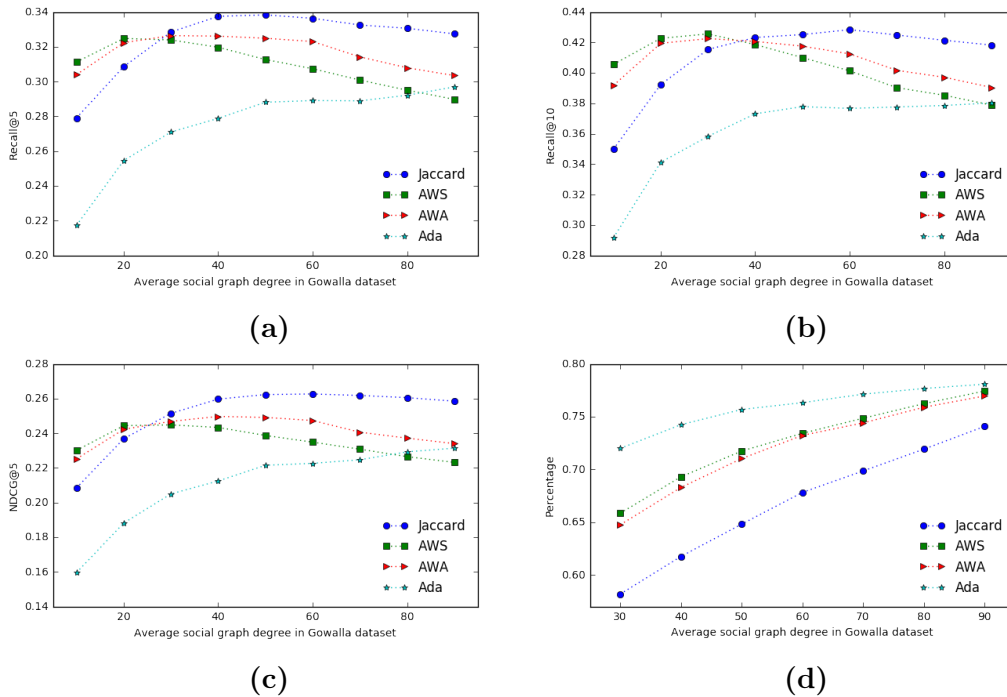 0.34
0.32
0.30
0.28
0.26
0.24
0.22
0.20
Recall@5
Jaccard
AWS
AWA
Ada
20 40 60 80
Average social graph degree in Gowalla dataset
(a)
0.44
0.42
0.40
0.38
0.36
0.34
0.32
0.30
0.28
Recall@10
Jaccard
AWS
AWA
Ada
20 40 60 80
Average social graph degree in Gowalla dataset
(b)
0.28
0.26
0.24
0.22
0.20
0.18
0.16
0.14
NDCG@5
Jaccard
AWS
AWA
Ada
20 40 60 80
Average social graph degree in Gowalla dataset
(c)
0.80
0.75
0.70
0.65
0.60
Percentage
Jaccard
AWS
AWA
Ada
30 40 50 60 70 80 90
Average social graph degree in Gowalla dataset
(d)